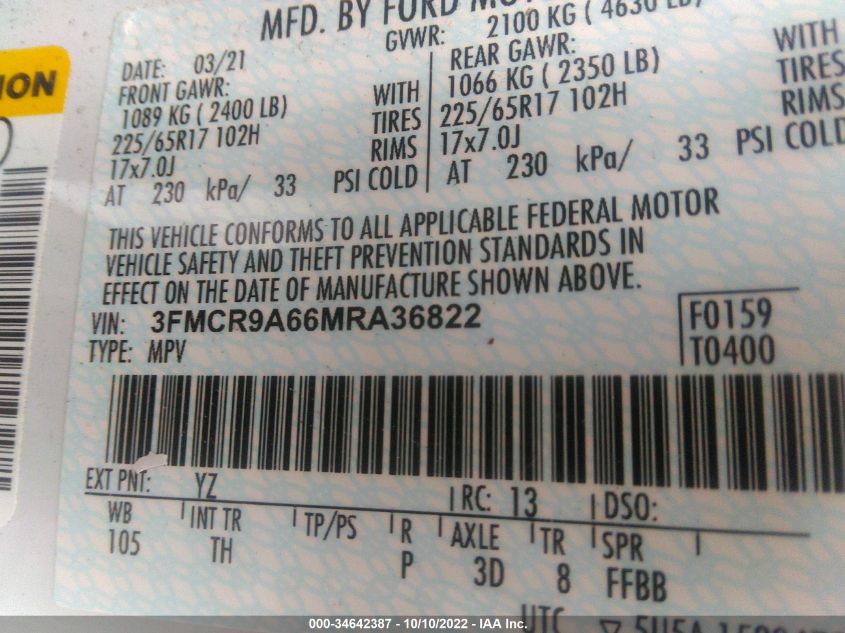 MFD. BY FORD
GVWR: 2100 KG ( 4630 LB)
DATE: 03/21
FRONT GAWR:
1089 KG ( 2400 LB) WITH
225/65R17 102H TIRES
17x7.0J RIMS
AT 230 kPa/ 33 PSI COLD
REAR GAWR:
1066 KG ( 2350 LB) WITH
225/65R17 102H TIRES
17x7.0J RIMS
AT 230 kPa/ 33 PSI COLD
THIS VEHICLE CONFORMS TO ALL APPLICABLE FEDERAL MOTOR
VEHICLE SAFETY AND THEFT PREVENTION STANDARDS IN
EFFECT ON THE DATE OF MANUFACTURE SHOWN ABOVE.
VIN: 3FMCR9A66MRA36822
TYPE: MPV
F0159
T0400
EXT PNT: YZ RC: 13 DSO:
WB INT TR TP/PS R AXLE TR SPR
105 TH P 3D 8 FFBB
UTC
000-34642387 - 10/10/2022 - IAA Inc.